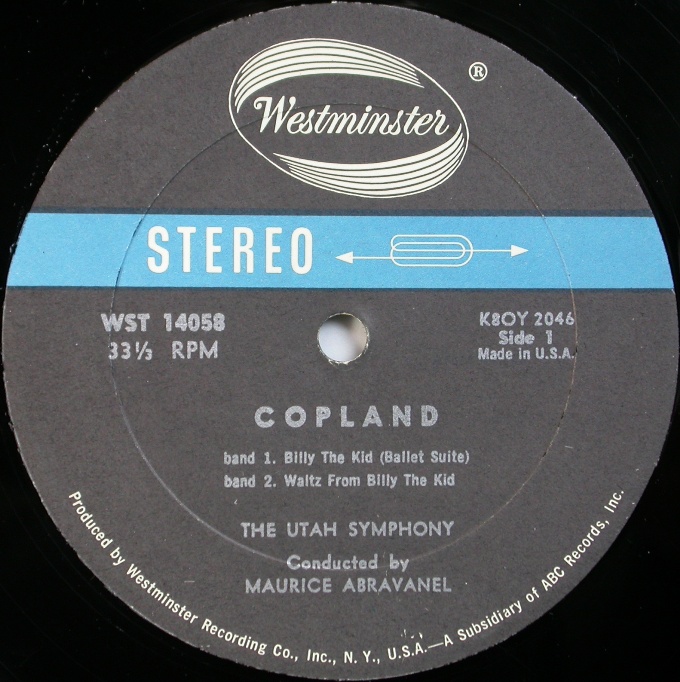 Westminster ®
STEREO
WST 14058
33⅓ RPM
K8OY 2046
Side 1
Made in U.S.A.
COPLAND
band 1. Billy The Kid (Ballet Suite)
band 2. Waltz From Billy The Kid
THE UTAH SYMPHONY
Conducted by
MAURICE ABRAVANEL
Produced by Westminster Recording Co., Inc., N. Y., U.S.A.—A Subsidiary of ABC Records, Inc.